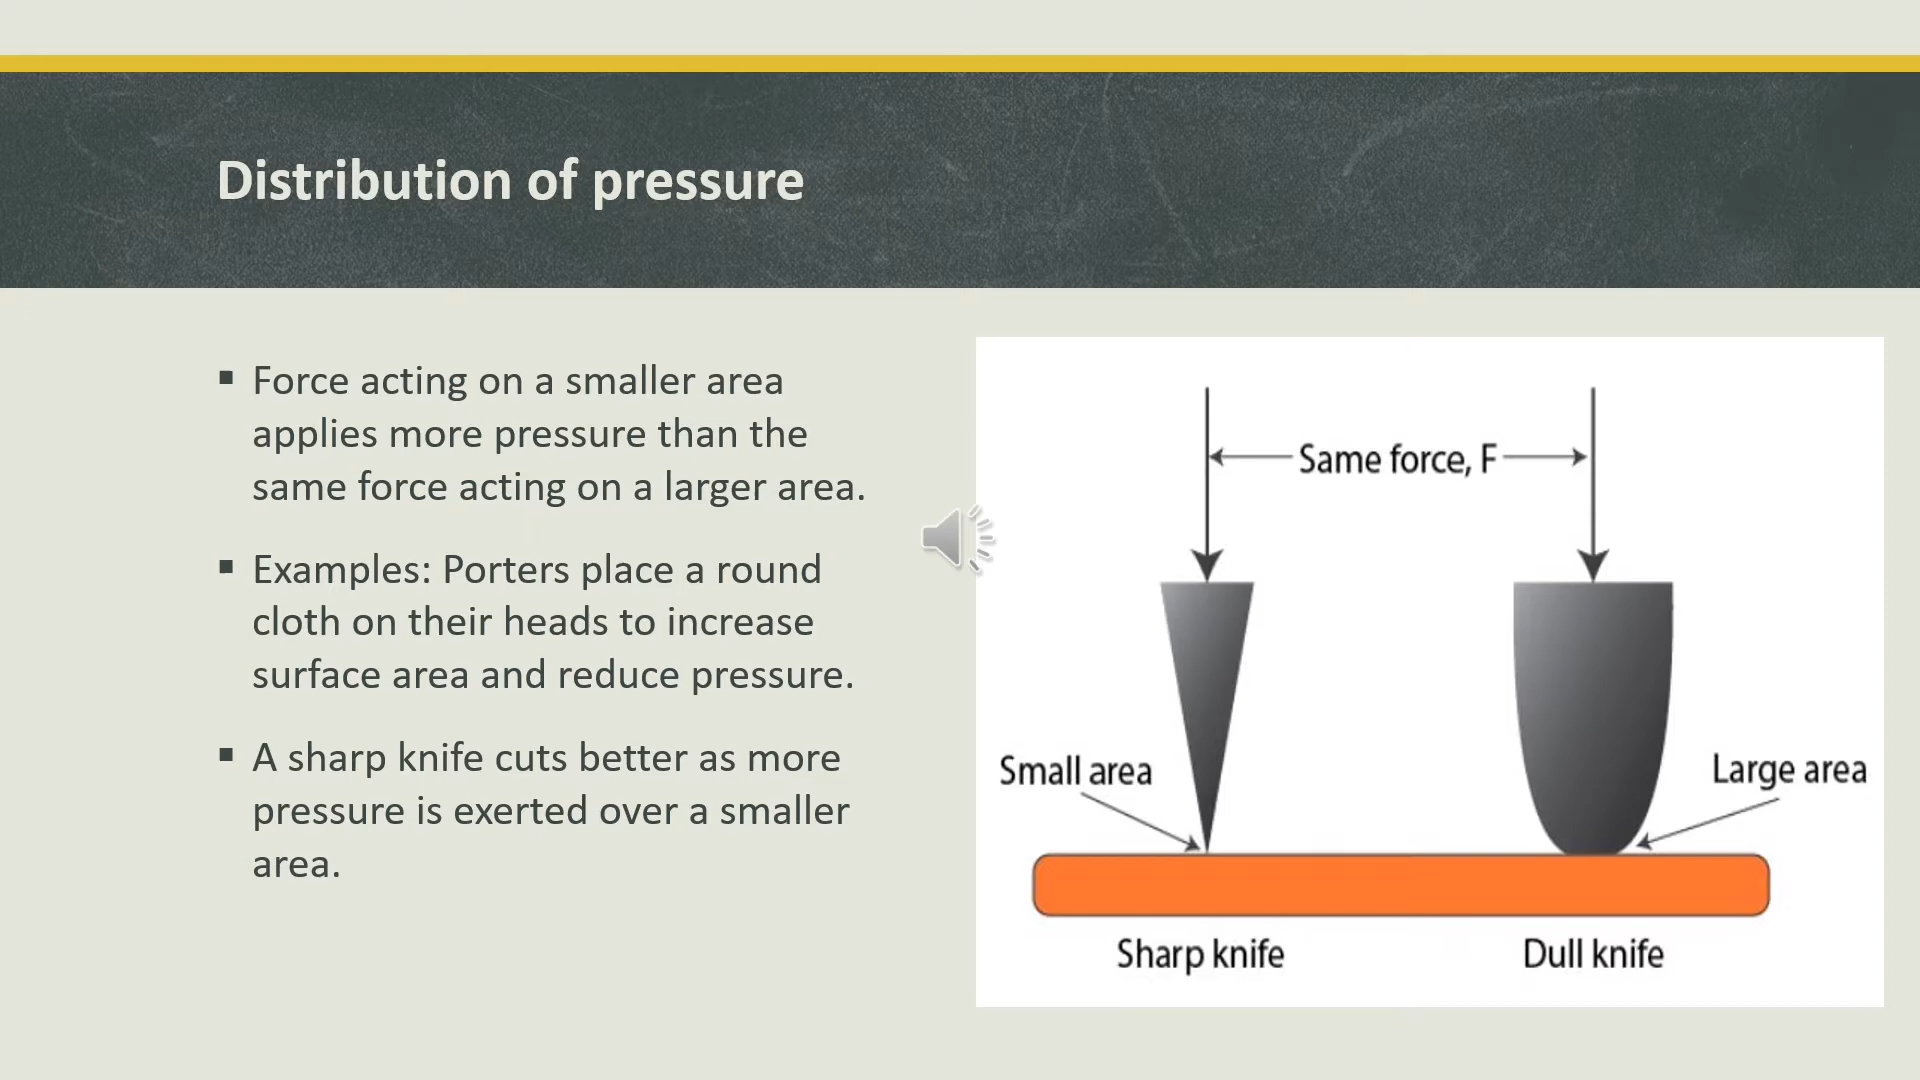 Distribution of pressure
▪ Force acting on a smaller area
applies more pressure than the
same force acting on a larger area.
▪ Examples: Porters place a round
cloth on their heads to increase
surface area and reduce pressure.
▪ A sharp knife cuts better as more
pressure is exerted over a smaller
area.
Same force, F
Small area
Large area
Sharp knife
Dull knife